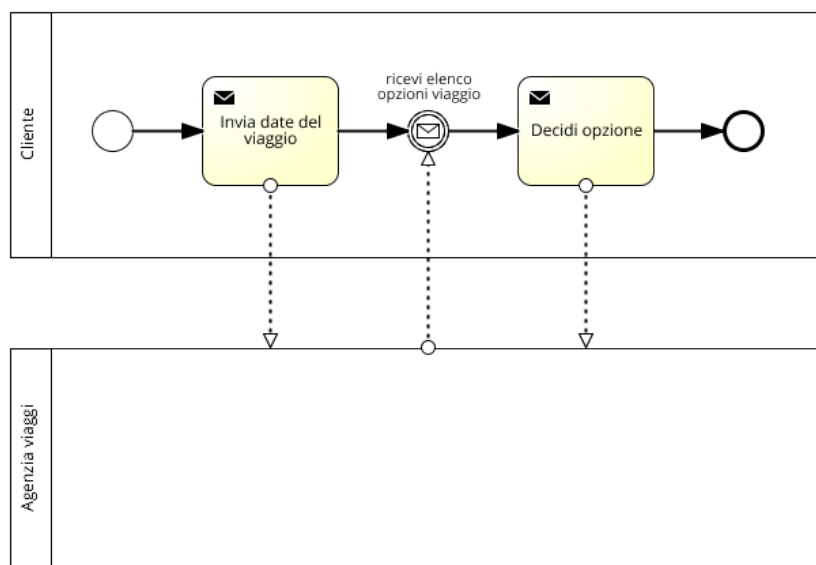 Cliente
Invia date del
viaggio
ricevi elenco
opzioni viaggio
Decidi opzione
Agenzia viaggi